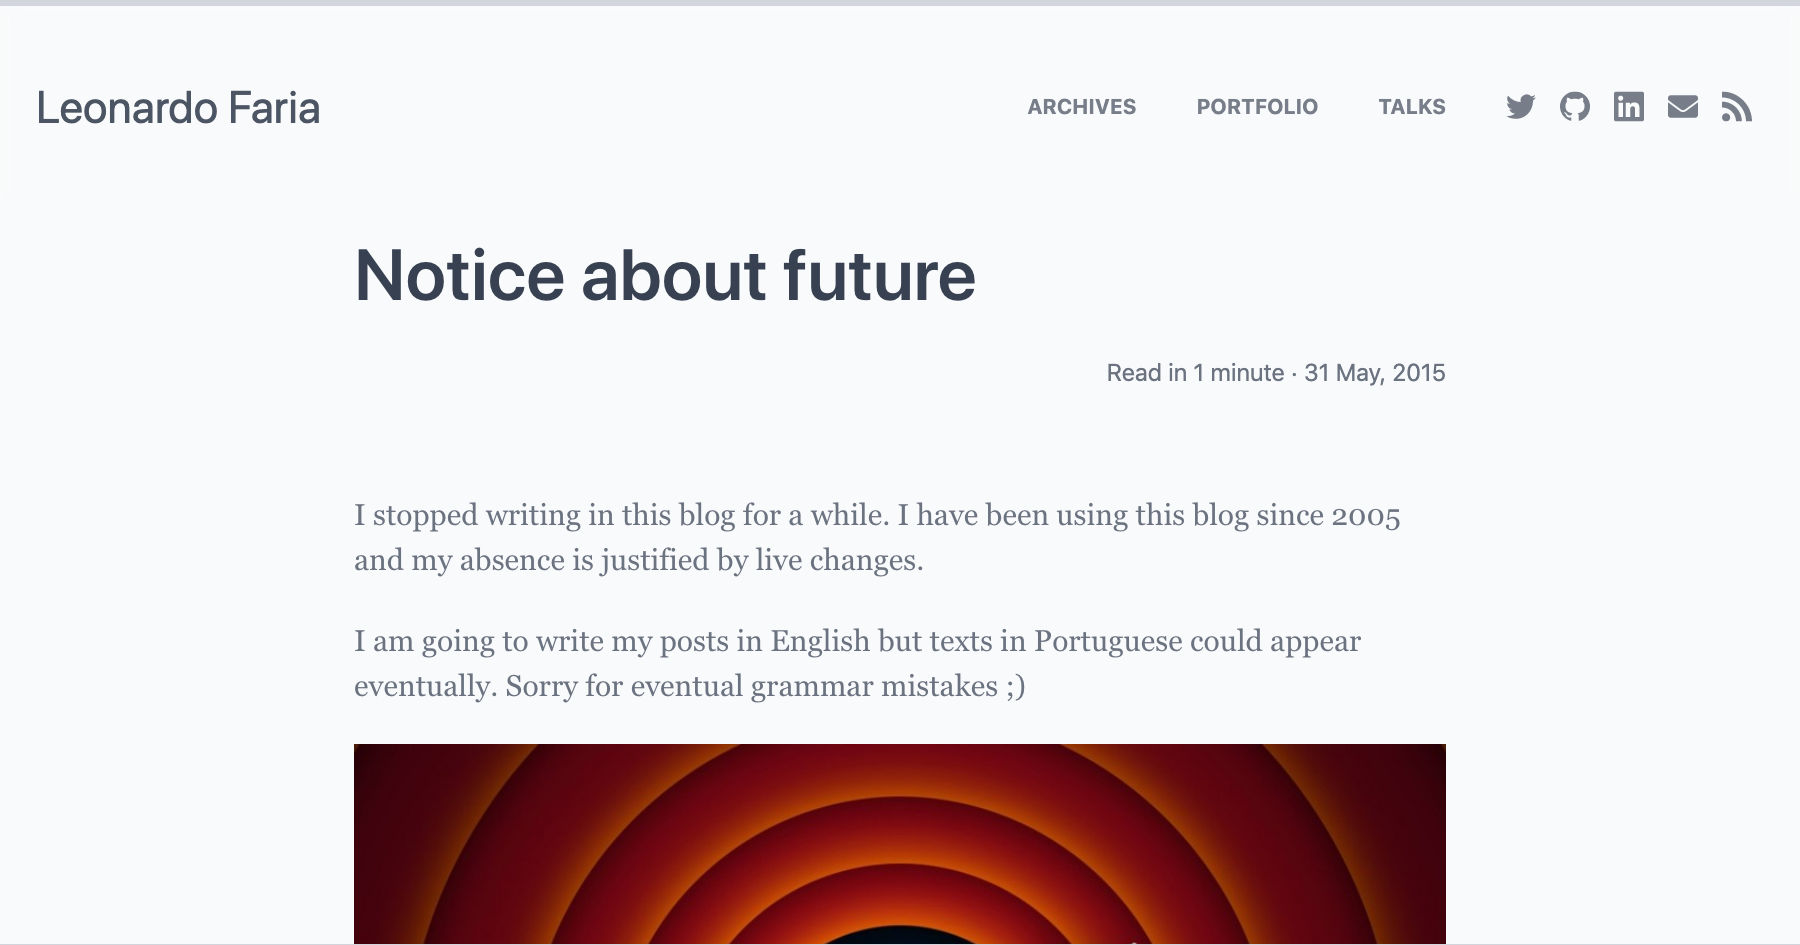 Leonardo Faria
ARCHIVES
PORTFOLIO
TALKS
Notice about future
Read in 1 minute · 31 May, 2015
I stopped writing in this blog for a while. I have been using this blog since 2005
and my absence is justified by live changes.
I am going to write my posts in English but texts in Portuguese could appear
eventually. Sorry for eventual grammar mistakes ;)